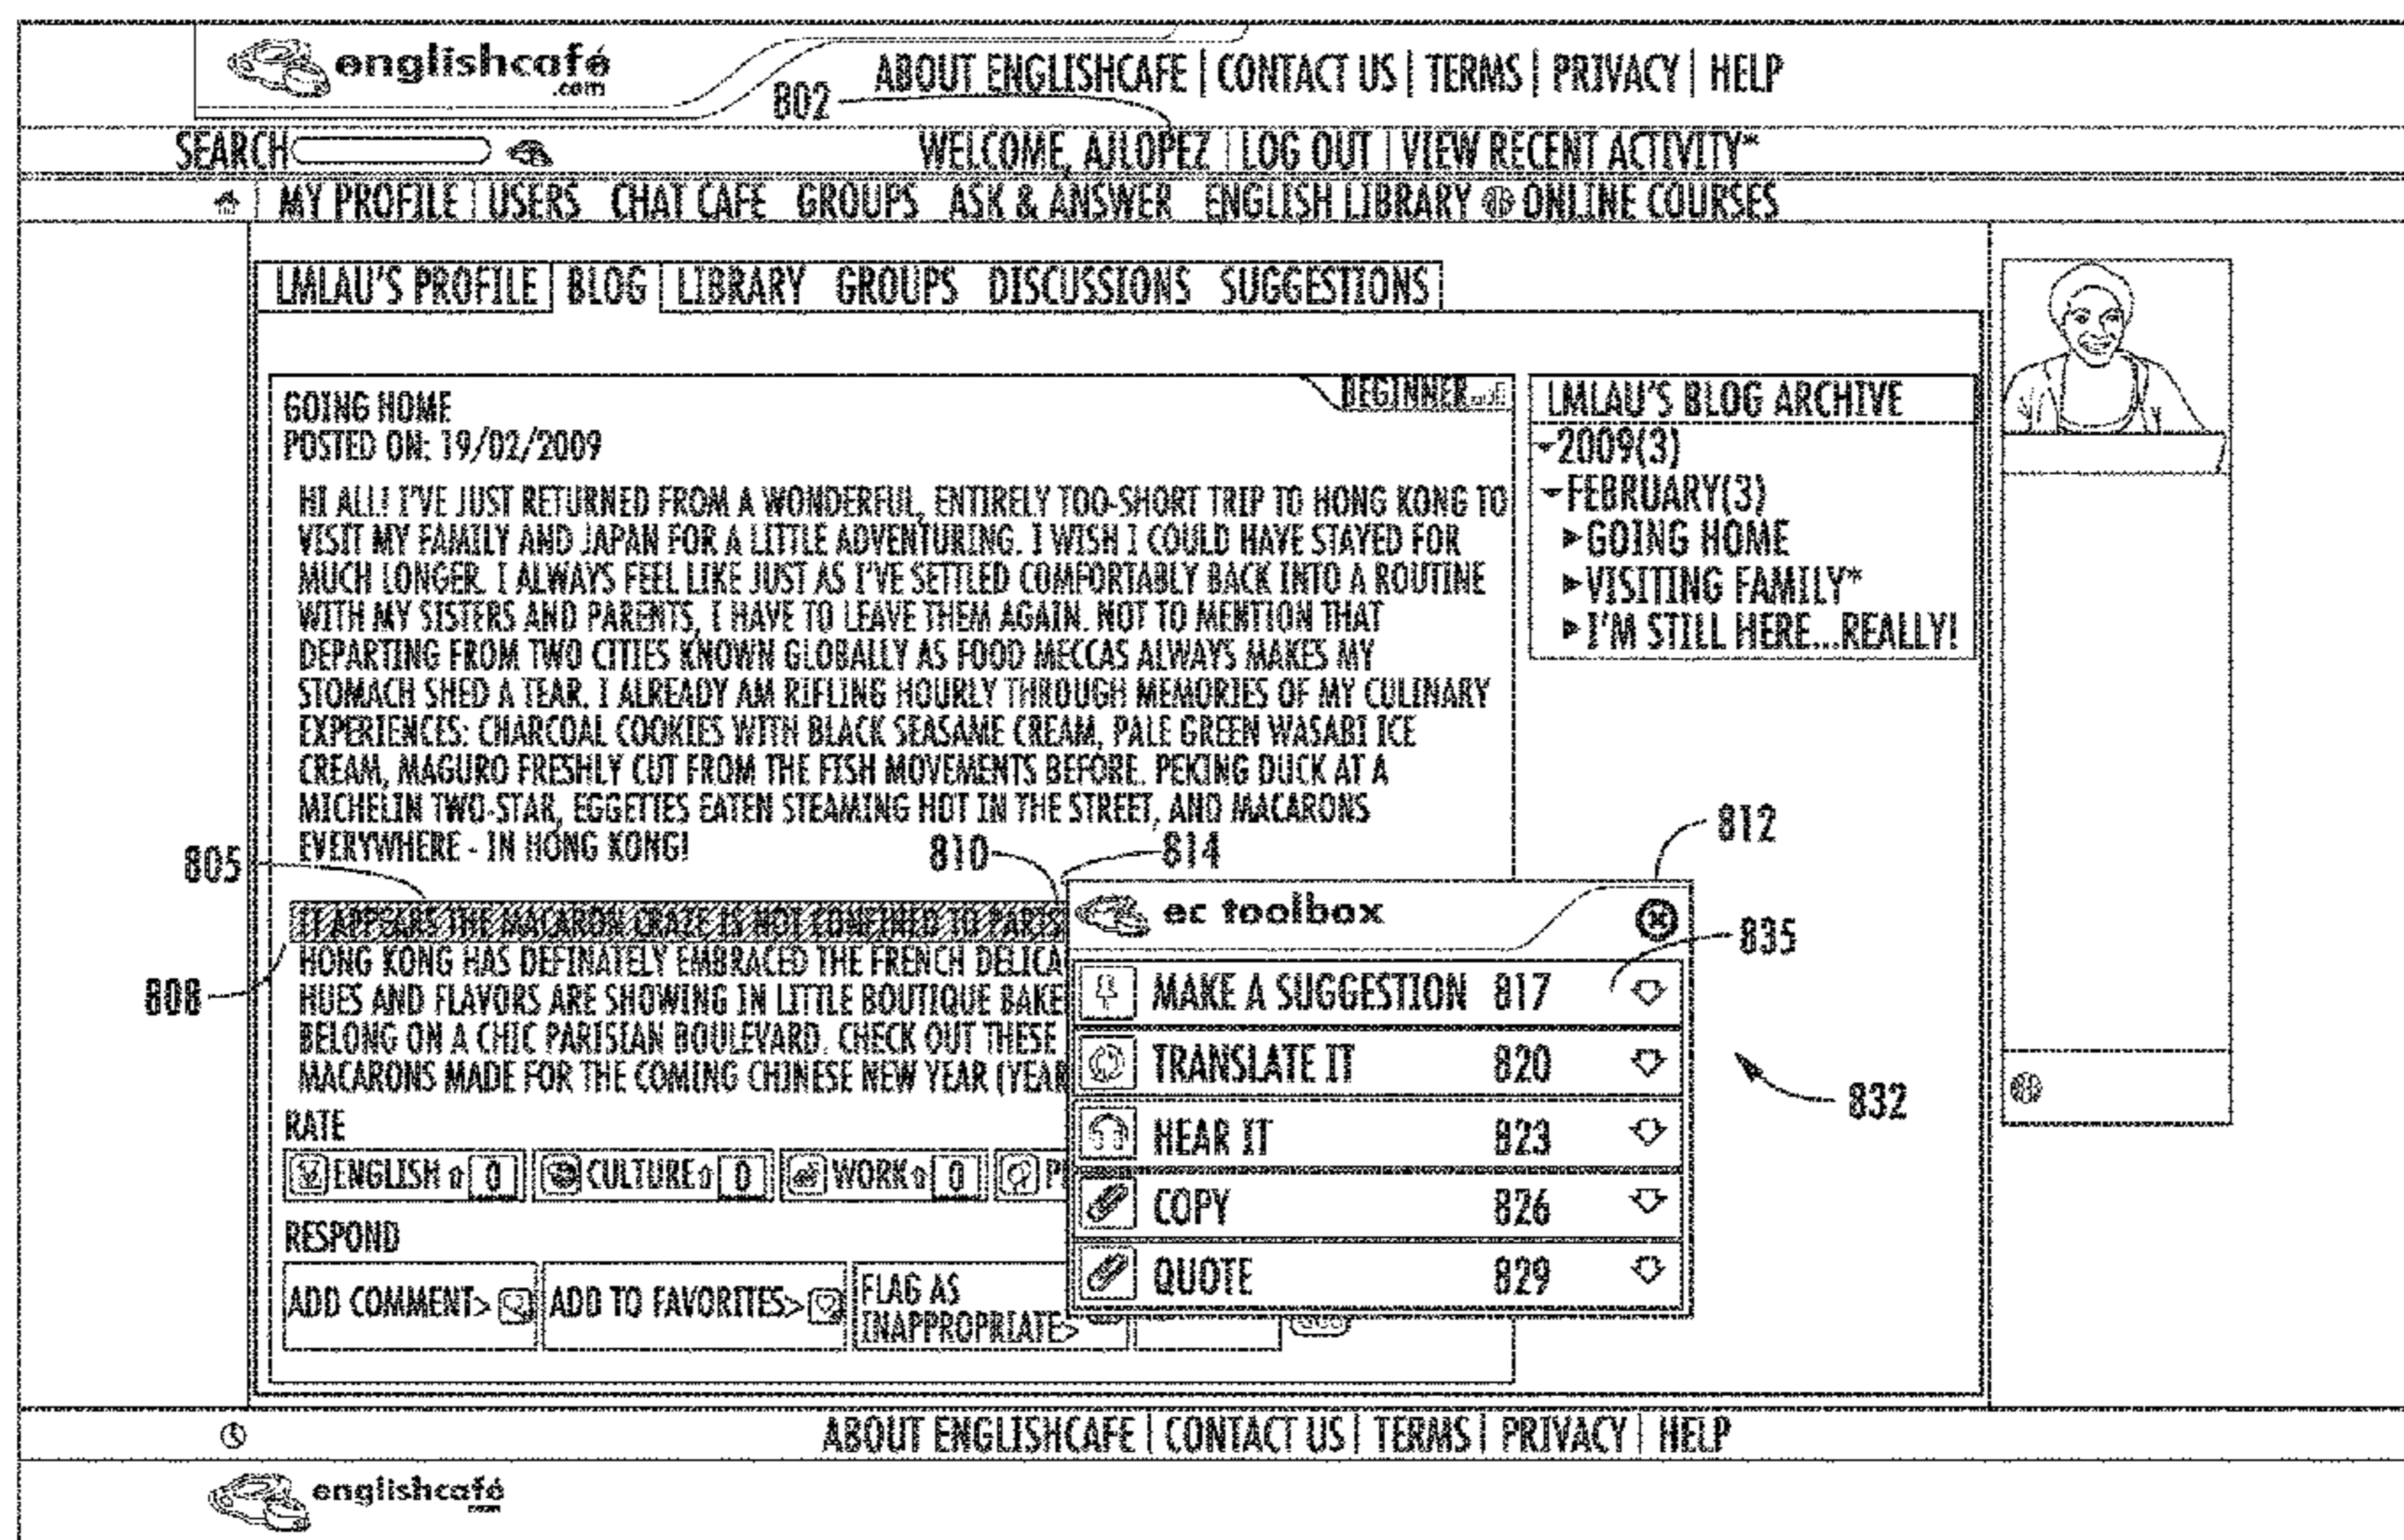 englishcafé
.com
ABOUT ENGLISHCAFE | CONTACT US | TERMS | PRIVACY | HELP
802
SEARCH
WELCOME, AJLOPEZ | LOG OUT | VIEW RECENT ACTIVITY*
MY PROFILE | USERS CHAT CAFE GROUPS ASK & ANSWER ENGLISH LIBRARY ONLINE COURSES
LMLAU'S PROFILE | BLOG | LIBRARY GROUPS DISCUSSIONS SUGGESTIONS
BEGINNER
GOING HOME
POSTED ON: 19/02/2009
HI ALL! I'VE JUST RETURNED FROM A WONDERFUL, ENTIRELY TOO-SHORT TRIP TO HONG KONG TO
VISIT MY FAMILY AND JAPAN FOR A LITTLE ADVENTURING. I WISH I COULD HAVE STAYED FOR
MUCH LONGER. I ALWAYS FEEL LIKE JUST AS I'VE SETTLED COMFORTABLY BACK INTO A ROUTINE
WITH MY SISTERS AND PARENTS, I HAVE TO LEAVE THEM AGAIN. NOT TO MENTION THAT
DEPARTING FROM TWO CITIES KNOWN GLOBALLY AS FOOD MECCAS ALWAYS MAKES MY
STOMACH SHED A TEAR. I ALREADY AM RIFLING HOURLY THROUGH MEMORIES OF MY CULINARY
EXPERIENCES: CHARCOAL COOKIES WITH BLACK SEASAME CREAM, PALE GREEN WASABI ICE
CREAM, MAGURO FRESHLY CUT FROM THE FISH MOVEMENTS BEFORE. PEKING DUCK AT A
MICHELIN TWO-STAR, EGGETTES EATEN STEAMING HOT IN THE STREET, AND MACARONS
EVERYWHERE - IN HONG KONG!
LMLAU'S BLOG ARCHIVE
2009(3)
FEBRUARY(3)
GOING HOME
VISITING FAMILY*
I'M STILL HERE...REALLY!
805
810
814
812
IT APPEARS THE MACARON CRAZE IS NOT CONFINED TO PARIS
808
HONG KONG HAS DEFINATELY EMBRACED THE FRENCH DELICA
HUES AND FLAVORS ARE SHOWING IN LITTLE BOUTIQUE BAKE
BELONG ON A CHIC PARISIAN BOULEVARD. CHECK OUT THESE
MACARONS MADE FOR THE COMING CHINESE NEW YEAR (YEAR
ec toolbox
835
MAKE A SUGGESTION 817
TRANSLATE IT 820
HEAR IT 823
COPY 826
QUOTE 829
832
RATE
ENGLISH 0 CULTURE 0 WORK 0 P
RESPOND
ADD COMMENT> ADD TO FAVORITES> FLAG AS
INAPPROPRIATE>
ABOUT ENGLISHCAFE | CONTACT US | TERMS | PRIVACY | HELP
englishcafé
.com